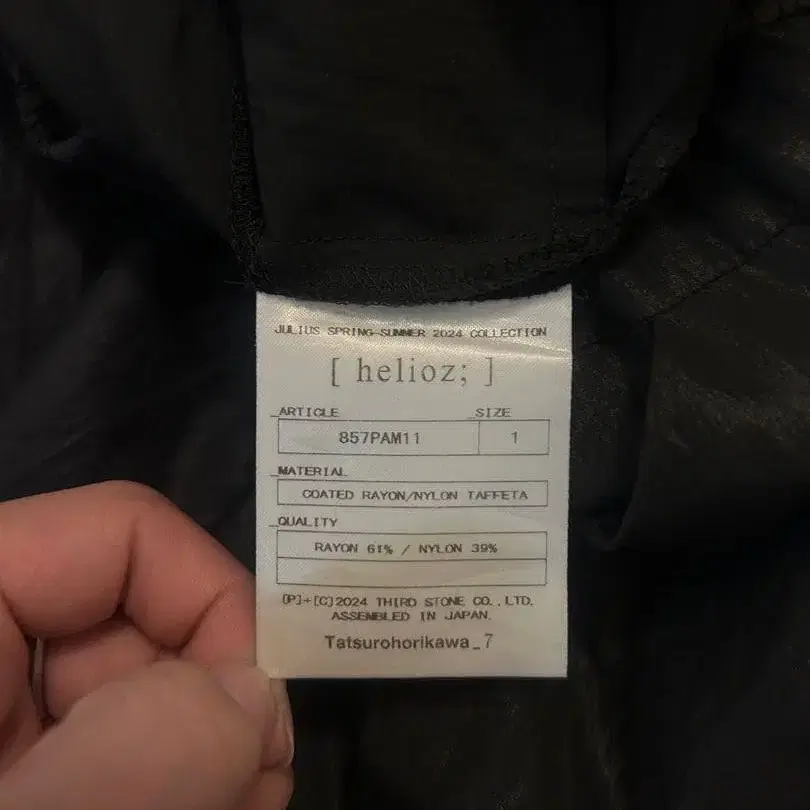 JULIUS SPRING-SUMMER 2024 COLLECTION
[ helioz; ]
_ARTICLE _SIZE
857PAM11 1
_MATERIAL
COATED RAYON/NYLON TAFFETA
_QUALITY
RAYON 61% / NYLON 39%
(P)+(C)2024 THIRD STONE CO.,LTD.
ASSEMBLED IN JAPAN.
Tatsurohorikawa_7